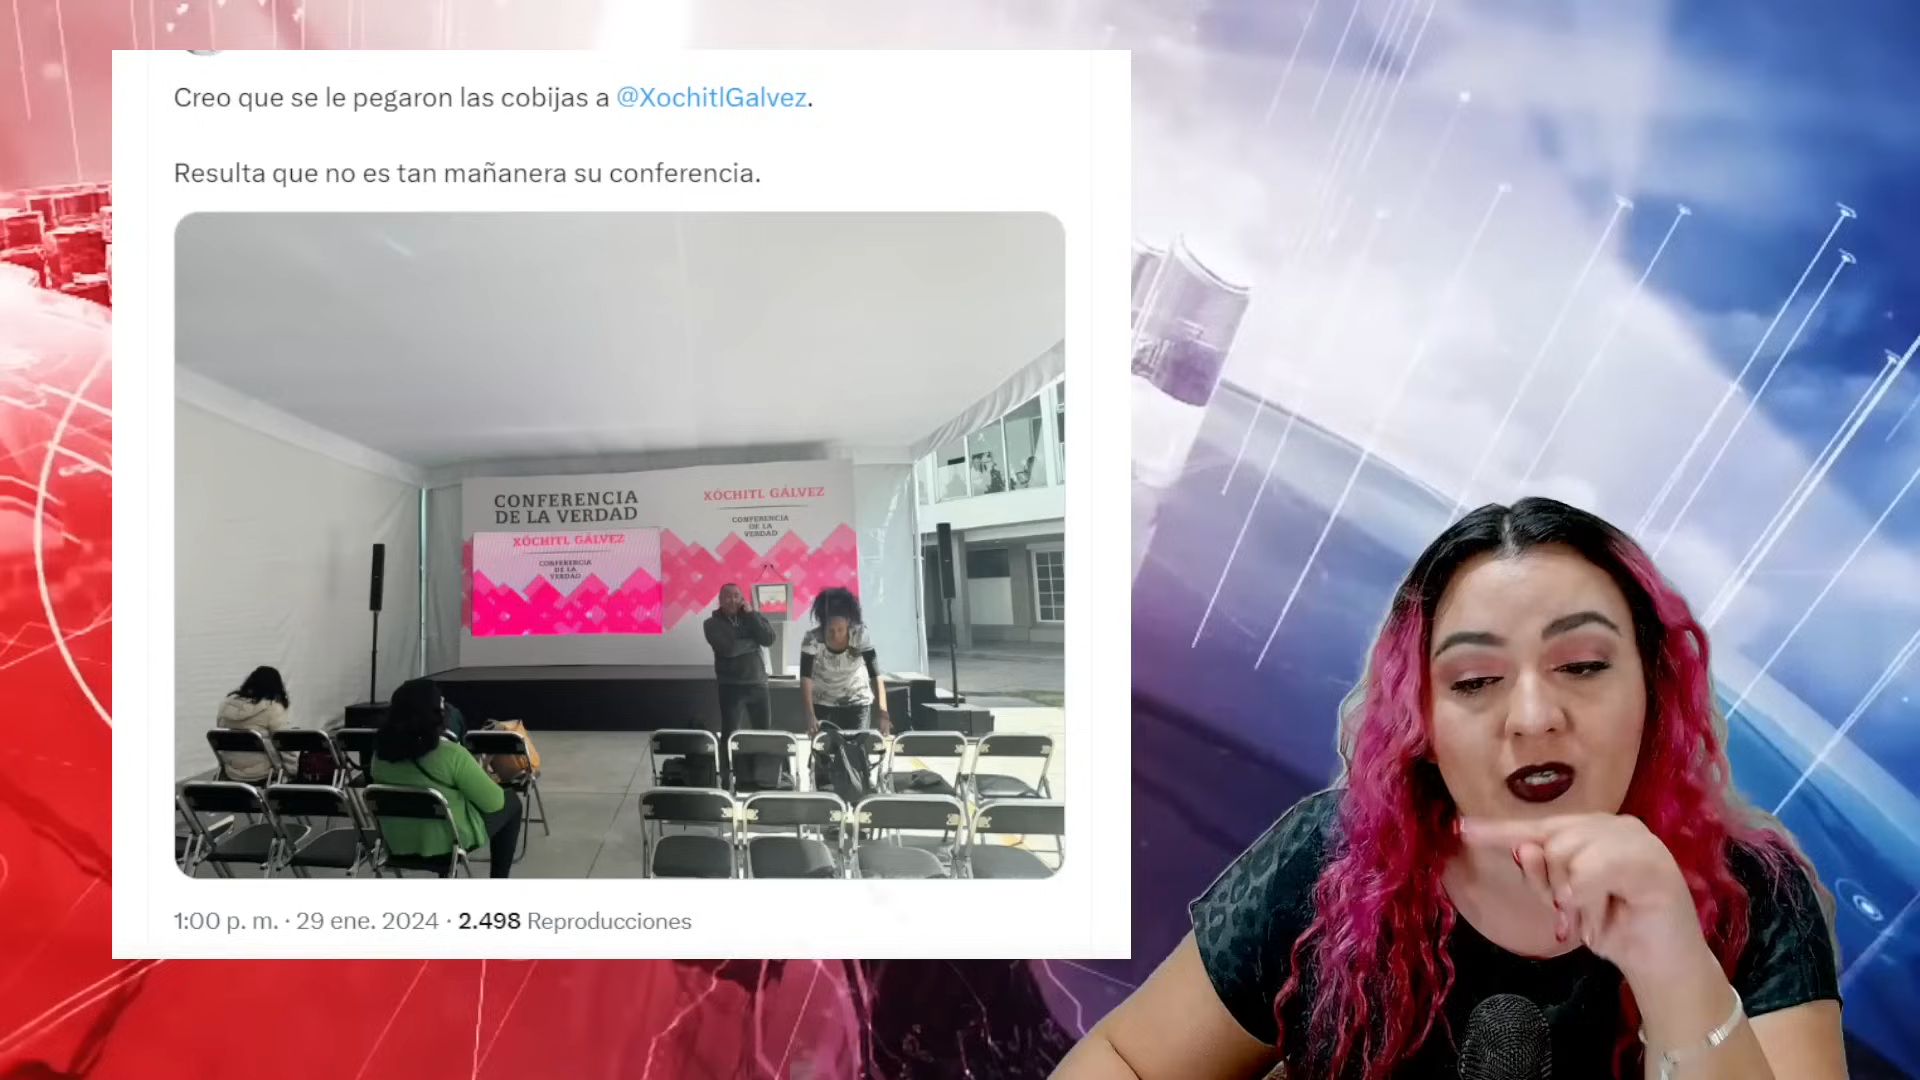 Creo que se le pegaron las cobijas a @XochitlGalvez.
Resulta que no es tan mañanera su conferencia.
CONFERENCIA
DE LA VERDAD
XÓCHITL GÁLVEZ
CONFERENCIA
DE LA
VERDAD
XÓCHITL GÁLVEZ
CONFERENCIA
DE LA
VERDAD
1:00 p. m. · 29 ene. 2024 · 2.498 Reproducciones